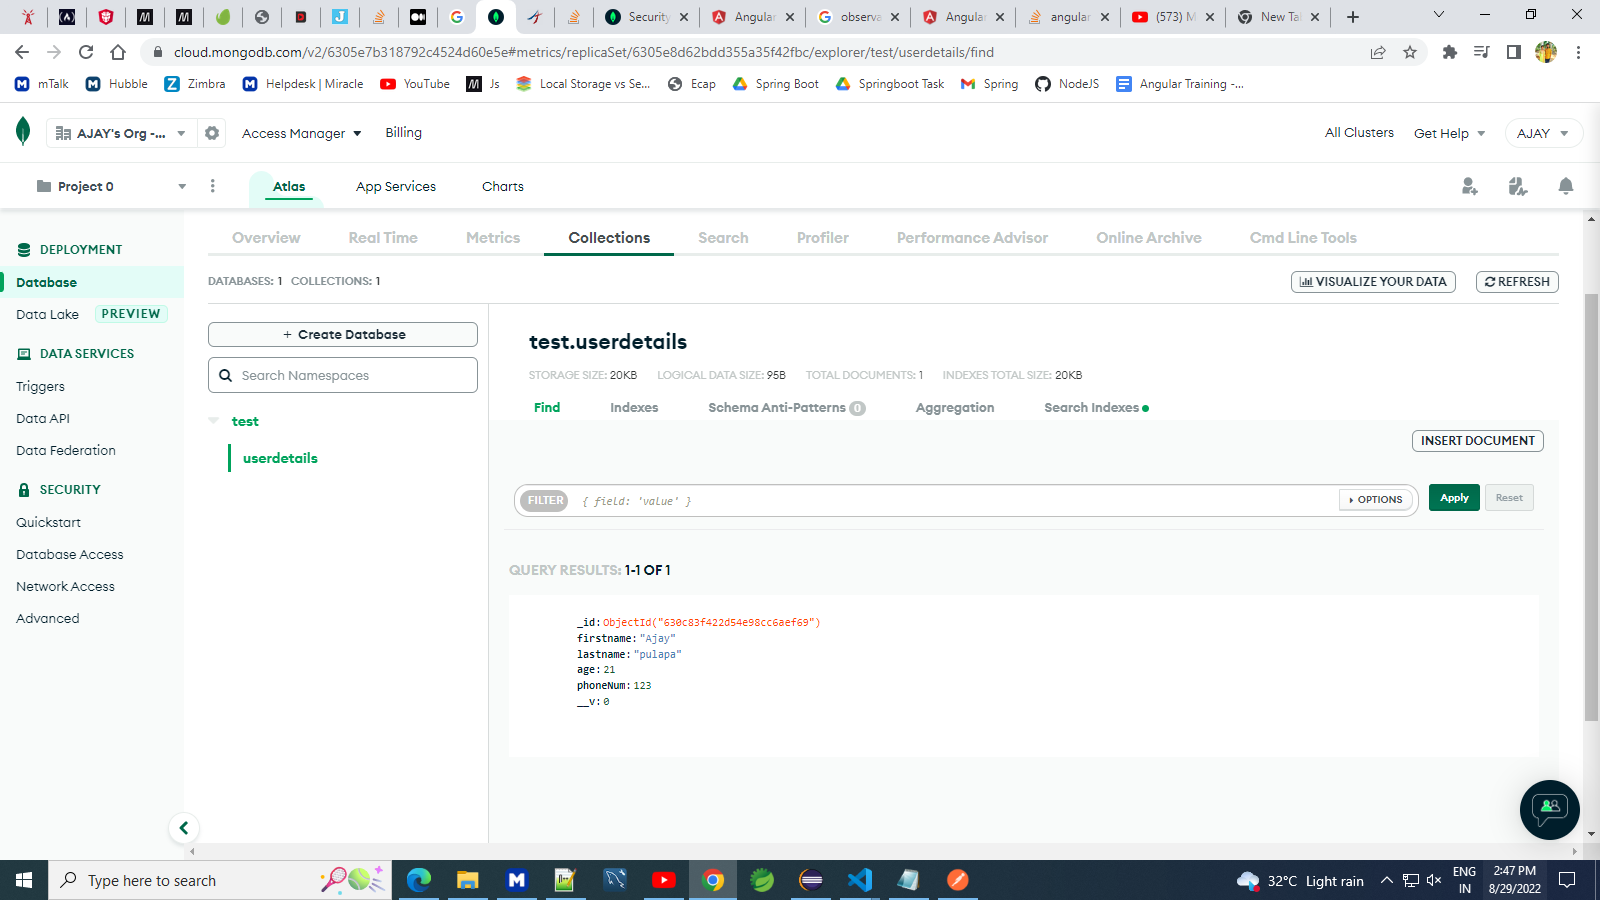 Security
Angular
observa
Angular
angular
(573) M
New Ta
cloud.mongodb.com/v2/6305e7b318792c4524d60e5e#metrics/replicaSet/6305e8d62bdd355a35f42fbc/explorer/test/userdetails/find
mTalk
Hubble
Zimbra
Helpdesk | Miracle
YouTube
Js
Local Storage vs Se...
Ecap
Spring Boot
Springboot Task
Spring
NodeJS
Angular Training -...
AJAY's Org -...
Access Manager
Billing
All Clusters
Get Help
AJAY
Project 0
Atlas
App Services
Charts
DEPLOYMENT
Database
Data Lake PREVIEW
DATA SERVICES
Triggers
Data API
Data Federation
SECURITY
Quickstart
Database Access
Network Access
Advanced
Overview
Real Time
Metrics
Collections
Search
Profiler
Performance Advisor
Online Archive
Cmd Line Tools
DATABASES: 1 COLLECTIONS: 1
VISUALIZE YOUR DATA
REFRESH
+ Create Database
Search Namespaces
test
userdetails
test.userdetails
STORAGE SIZE: 20KB LOGICAL DATA SIZE: 95B TOTAL DOCUMENTS: 1 INDEXES TOTAL SIZE: 20KB
Find
Indexes
Schema Anti-Patterns 0
Aggregation
Search Indexes
INSERT DOCUMENT
FILTER { field: 'value' }
OPTIONS
Apply
Reset
QUERY RESULTS: 1-1 OF 1
_id: ObjectId("630c83f422d54e98cc6aef69")
firstname: "Ajay"
lastname: "pulapa"
age: 21
phoneNum: 123
__v: 0
Type here to search
32°C Light rain
ENG
IN
2:47 PM
8/29/2022